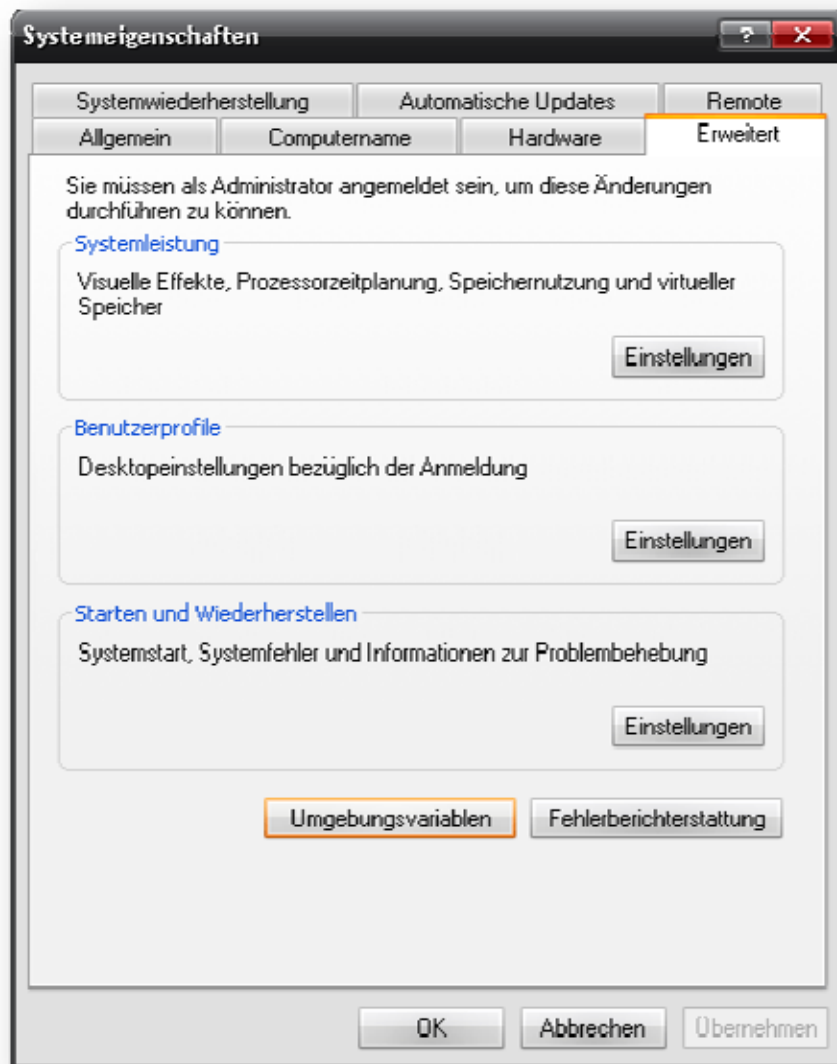 Systemeigenschaften
?
X
Systemwiederherstellung
Automatische Updates
Remote
Allgemein
Computername
Hardware
Erweitert
Sie müssen als Administrator angemeldet sein, um diese Änderungen
durchführen zu können.
Systemleistung
Visuelle Effekte, Prozessorzeitplanung, Speichernutzung und virtueller
Speicher
Einstellungen
Benutzerprofile
Desktopeinstellungen bezüglich der Anmeldung
Einstellungen
Starten und Wiederherstellen
Systemstart, Systemfehler und Informationen zur Problembehebung
Einstellungen
Umgebungsvariablen
Fehlerberichterstattung
OK
Abbrechen
Übernehmen